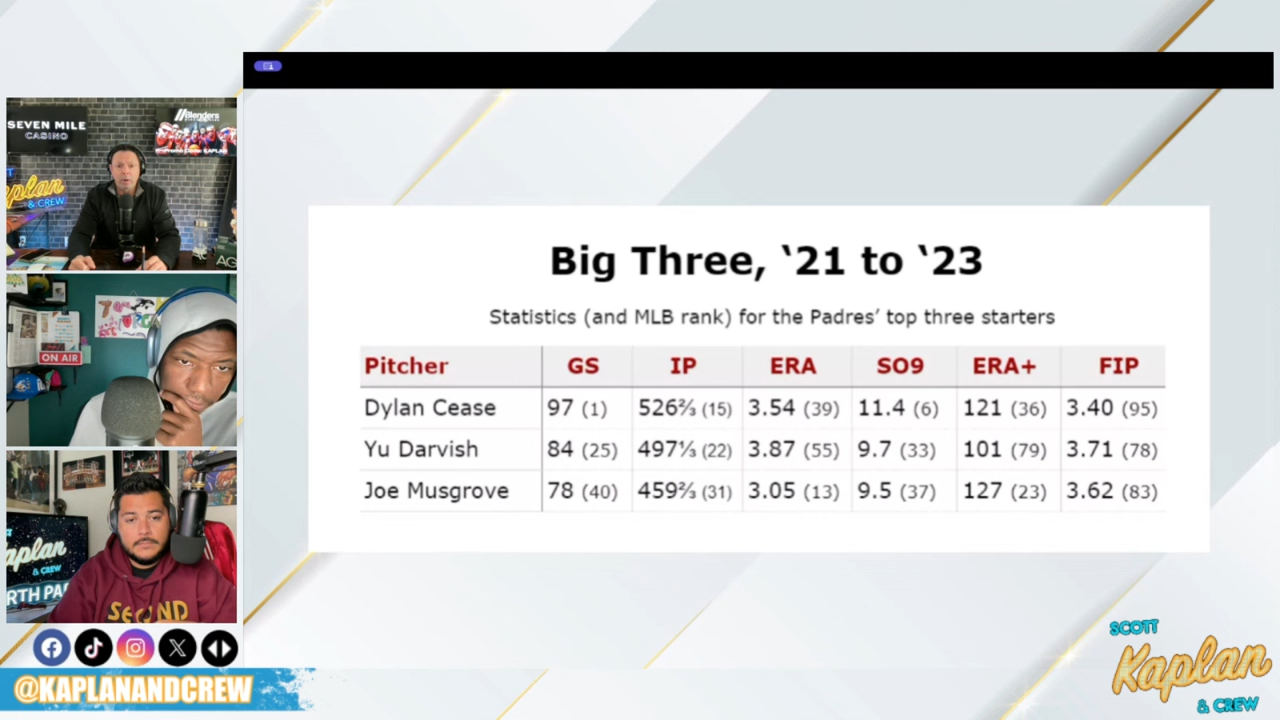 SEVEN MILE
CASINO
Blenders
Kaplan
& CREW
ON AIR
Kaplan
& CREW
SECOND
Big Three, ‘21 to ‘23
Statistics (and MLB rank) for the Padres’ top three starters
Pitcher GS IP ERA SO9 ERA+ FIP
Dylan Cease 97 (1) 526⅔ (15) 3.54 (39) 11.4 (6) 121 (36) 3.40 (95)
Yu Darvish 84 (25) 497⅓ (22) 3.87 (55) 9.7 (33) 101 (79) 3.71 (78)
Joe Musgrove 78 (40) 459⅔ (31) 3.05 (13) 9.5 (37) 127 (23) 3.62 (83)
@KAPLANANDCREW
SCOTT
Kaplan
& CREW